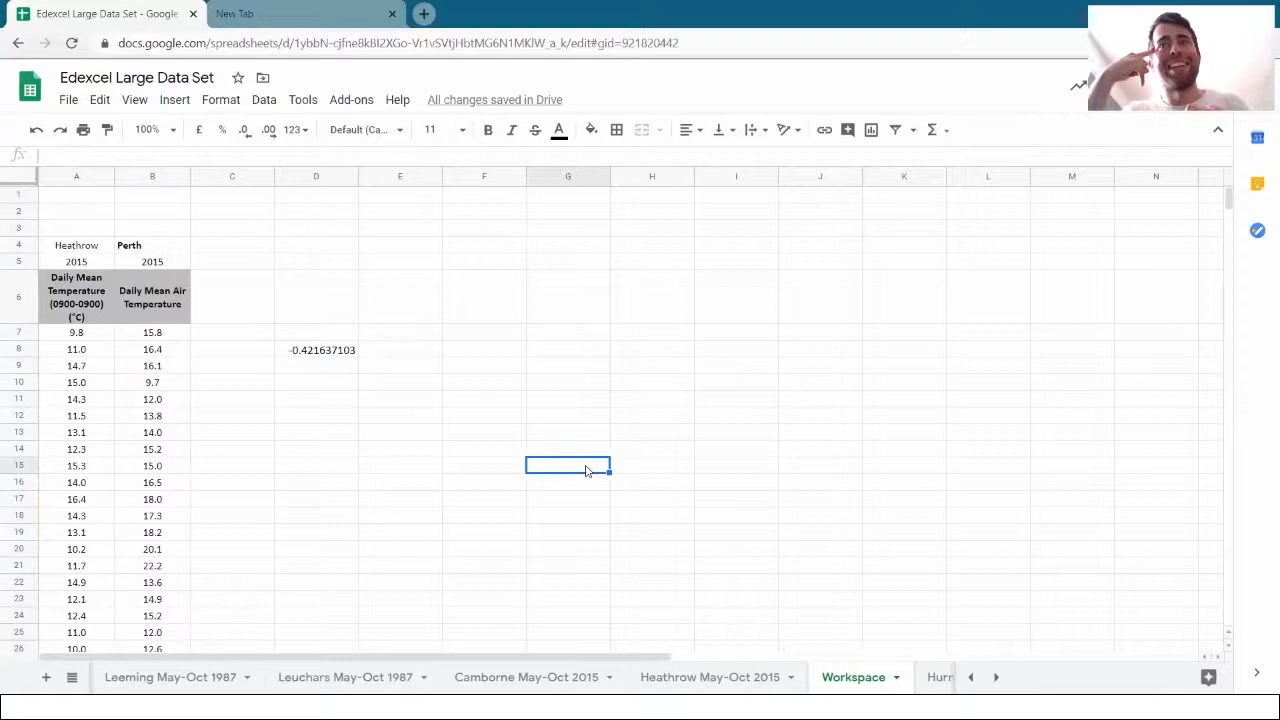 Edexcel Large Data Set - Google
New Tab
docs.google.com/spreadsheets/d/1ybbN-cjfne8kBI2XGo-Vr1vSVtjHbtMG6N1MKlW_a_k/edit#gid=921820442
Edexcel Large Data Set
File Edit View Insert Format Data Tools Add-ons Help All changes saved in Drive
100% £ % .0 .00 123 Default (Ca... 11 B I S A Σ
fx
A B C D E F G H I J K L M N
1
2
3
4 Heathrow Perth
5 2015 2015
6 Daily Mean Temperature (0900-0900) (°C) Daily Mean Air Temperature
7 9.8 15.8
8 11.0 16.4 -0.421637103
9 14.7 16.1
10 15.0 9.7
11 14.3 12.0
12 11.5 13.8
13 13.1 14.0
14 12.3 15.2
15 15.3 15.0
16 14.0 16.5
17 16.4 18.0
18 14.3 17.3
19 13.1 18.2
20 10.2 20.1
21 11.7 22.2
22 14.9 13.6
23 12.1 14.9
24 12.4 15.2
25 11.0 12.0
26 10.0 12.6
Leeming May-Oct 1987 Leuchars May-Oct 1987 Camborne May-Oct 2015 Heathrow May-Oct 2015 Workspace Hurn
31